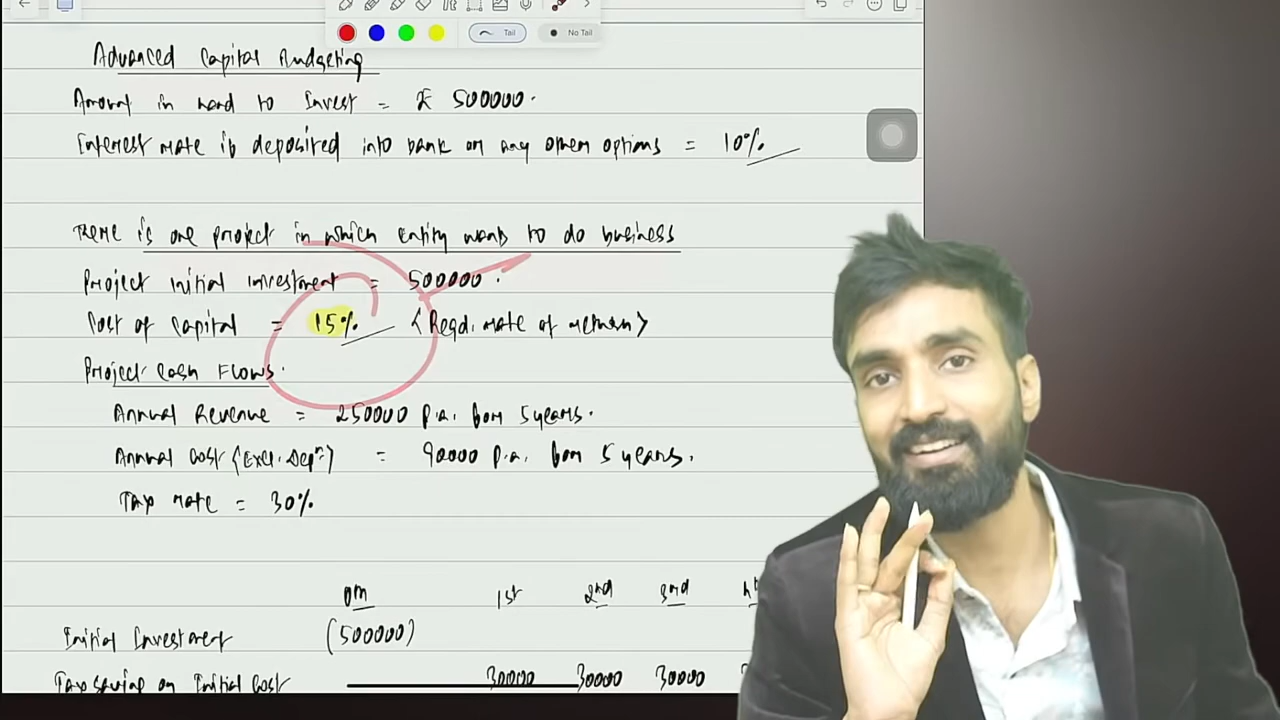 Tail
No Tail
Advanced Capital Budgeting
Amount in hand to Invest = ₹ 500000.
Interest rate if deposited into bank or any other options = 10%
There is one project in which entity wants to do business
Project initial investment = 500000.
Cost of Capital = 15% <Reqd. rate of return>
Project Cash Flows.
Annual Revenue = 250000 P.a. for 5 years.
Annual Cost (Excl. Depn) = 90000 P.a. for 5 years.
Tax rate = 30%
0th 1st 2nd 3rd
Initial Investment (500000)
Tax saving on Initial Cost 30000 30000 30000